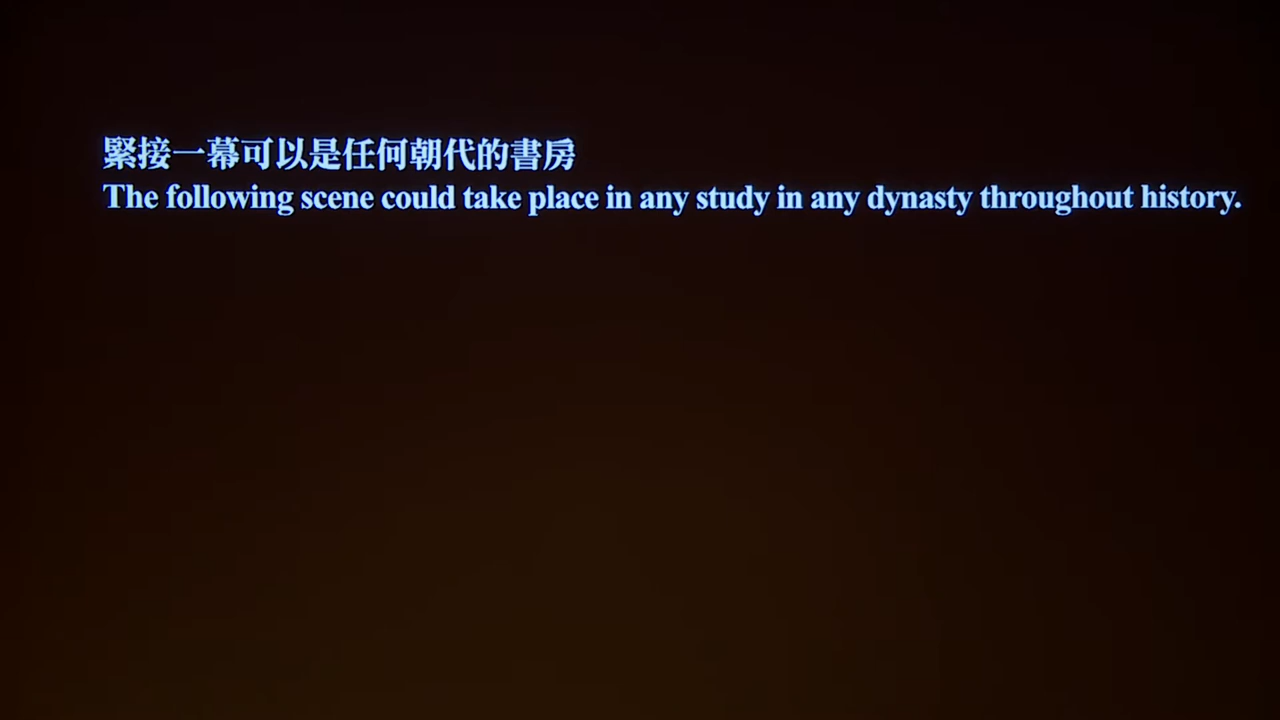 緊接一幕可以是任何朝代的書房
The following scene could take place in any study in any dynasty throughout history.